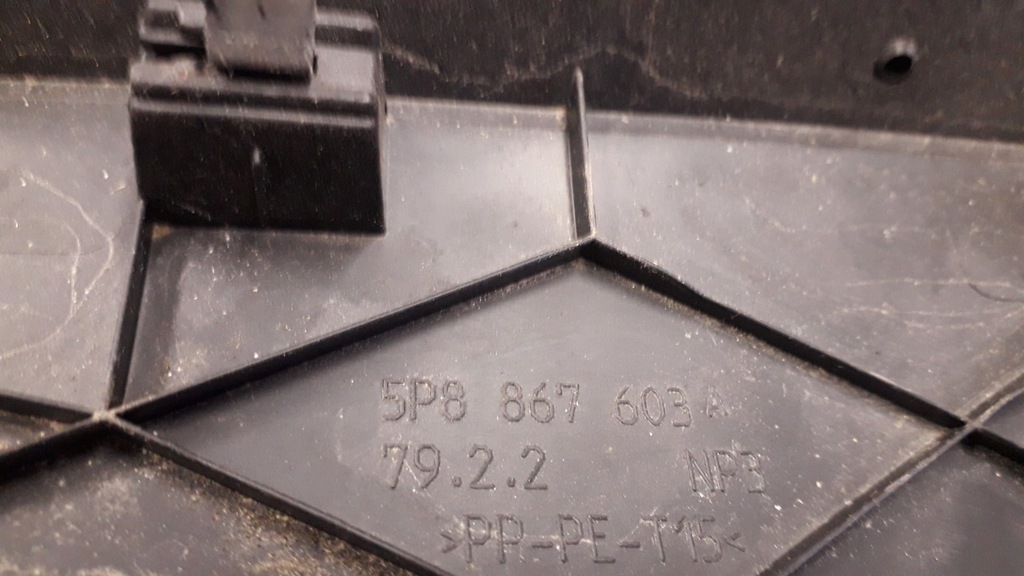 5P8 867 603 A
79.2.2 NP3
>PP-PE-T15<